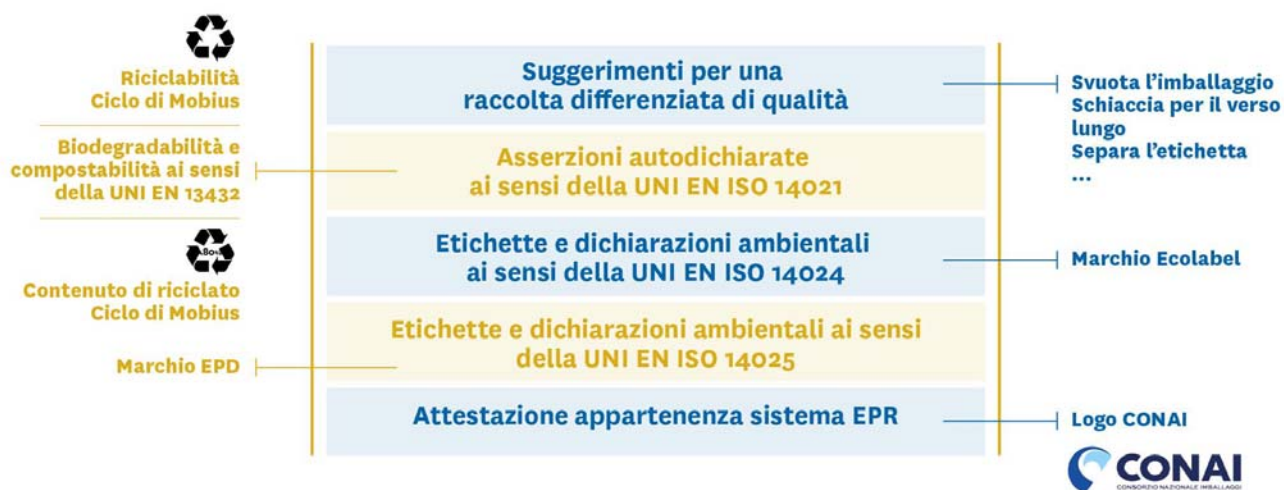 Riciclabilità
Ciclo di Mobius
Biodegradabilità e
compostabilità ai sensi
della UNI EN 13432
Contenuto di riciclato
Ciclo di Mobius
Marchio EPD
Suggerimenti per una
raccolta differenziata di qualità
Asserzioni autodichiarate
ai sensi della UNI EN ISO 14021
Etichette e dichiarazioni ambientali
ai sensi della UNI EN ISO 14024
Etichette e dichiarazioni ambientali ai sensi
della UNI EN ISO 14025
Attestazione appartenenza sistema EPR
Svuota l'imballaggio
Schiaccia per il verso
lungo
Separa l'etichetta
...
Marchio Ecolabel
Logo CONAI
CONAI
CONSORZIO NAZIONALE IMBALLAGGI